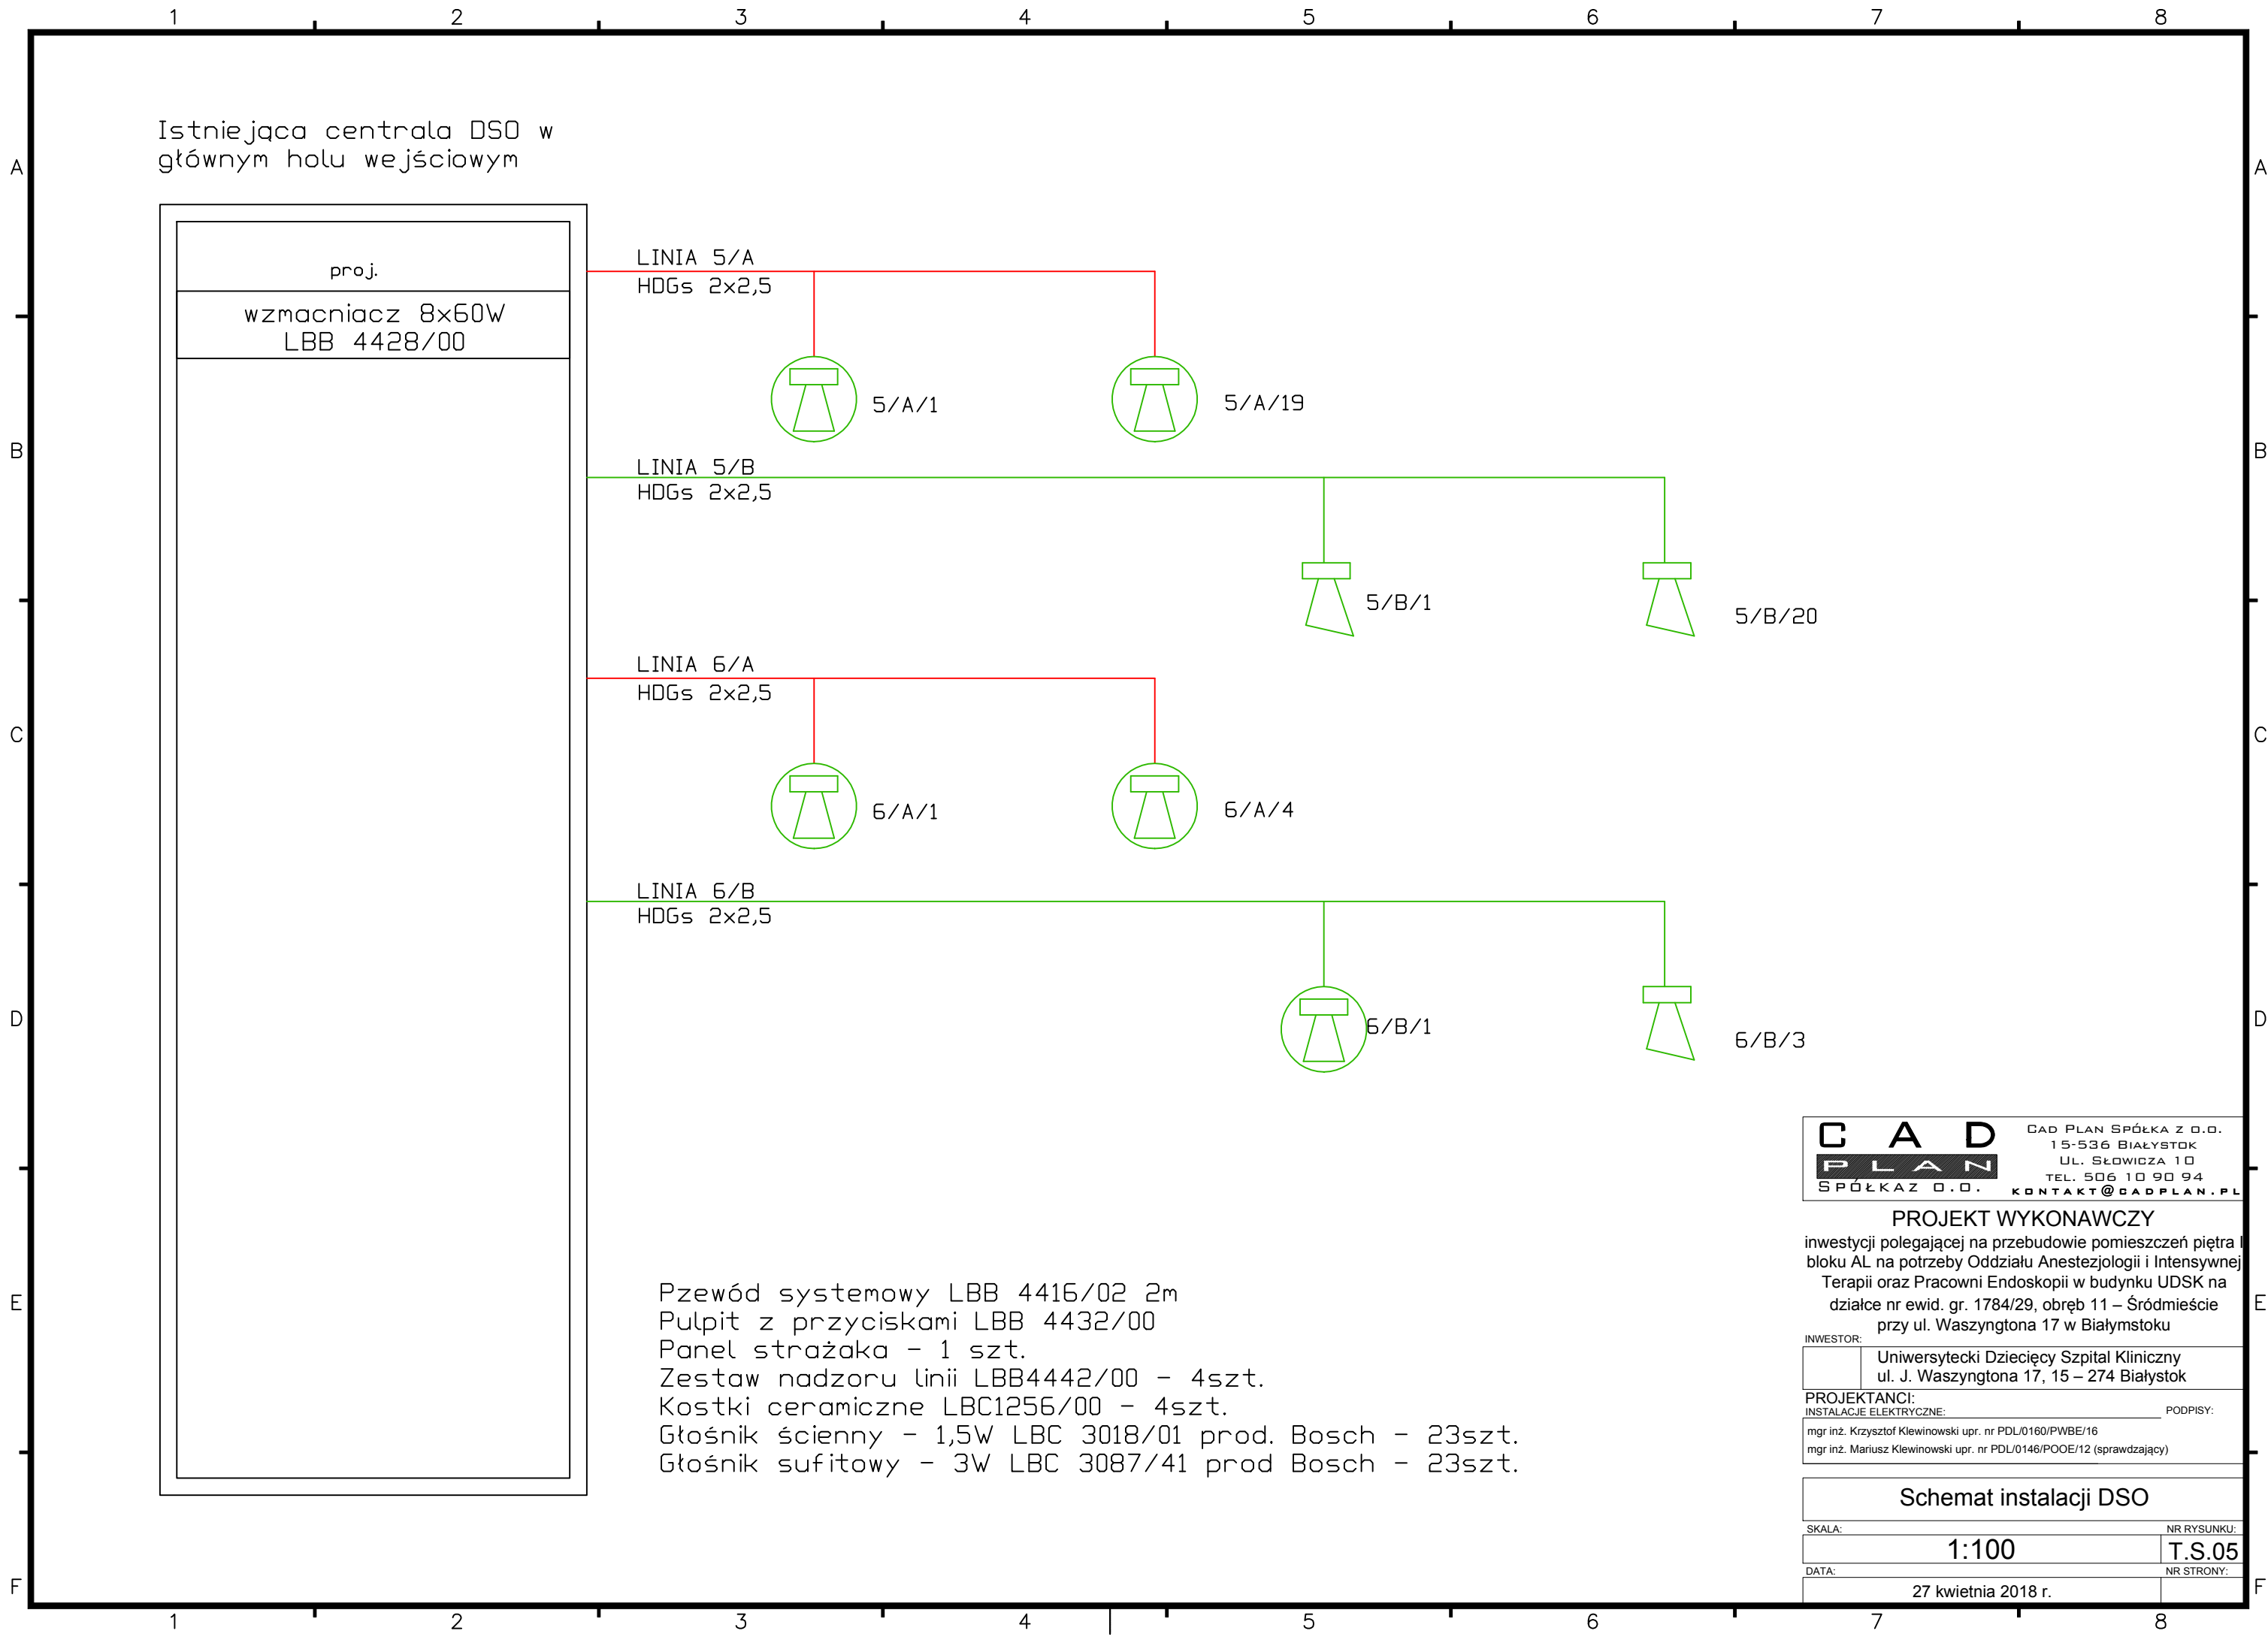 1 2 3 4 5 6 7 8
A A
B B
C C
D D
E E
F F
Istniejąca centrala DSO w
głównym holu wejściowym
proj.
wzmacniacz 8x60W
LBB 4428/00
LINIA 5/A
HDGs 2x2,5
5/A/1
5/A/19
LINIA 5/B
HDGs 2x2,5
5/B/1
5/B/20
LINIA 6/A
HDGs 2x2,5
6/A/1
6/A/4
LINIA 6/B
HDGs 2x2,5
6/B/1
6/B/3
Pzewód systemowy LBB 4416/02 2m
Pulpit z przyciskami LBB 4432/00
Panel strażaka - 1 szt.
Zestaw nadzoru linii LBB4442/00 - 4szt.
Kostki ceramiczne LBC1256/00 - 4szt.
Głośnik ścienny - 1,5W LBC 3018/01 prod. Bosch - 23szt.
Głośnik sufitowy - 3W LBC 3087/41 prod Bosch - 23szt.
CAD
PLAN
SPÓŁKAZ O.O.
CAD PLAN SPÓŁKA Z O.O.
15-536 BIAŁYSTOK
UL. SŁOWICZA 10
TEL. 506 10 90 94
KONTAKT@CADPLAN.PL
PROJEKT WYKONAWCZY
inwestycji polegającej na przebudowie pomieszczeń piętra I
bloku AL na potrzeby Oddziału Anestezjologii i Intensywnej
Terapii oraz Pracowni Endoskopii w budynku UDSK na
działce nr ewid. gr. 1784/29, obręb 11 – Śródmieście
przy ul. Waszyngtona 17 w Białymstoku
INWESTOR:
Uniwersytecki Dziecięcy Szpital Kliniczny
ul. J. Waszyngtona 17, 15 – 274 Białystok
PROJEKTANCI:
INSTALACJE ELEKTRYCZNE: PODPISY:
mgr inż. Krzysztof Klewinowski upr. nr PDL/0160/PWBE/16
mgr inż. Mariusz Klewinowski upr. nr PDL/0146/POOE/12 (sprawdzający)
Schemat instalacji DSO
SKALA: NR RYSUNKU:
1:100 T.S.05
DATA: NR STRONY:
27 kwietnia 2018 r.
1 2 3 4 5 6 7 8